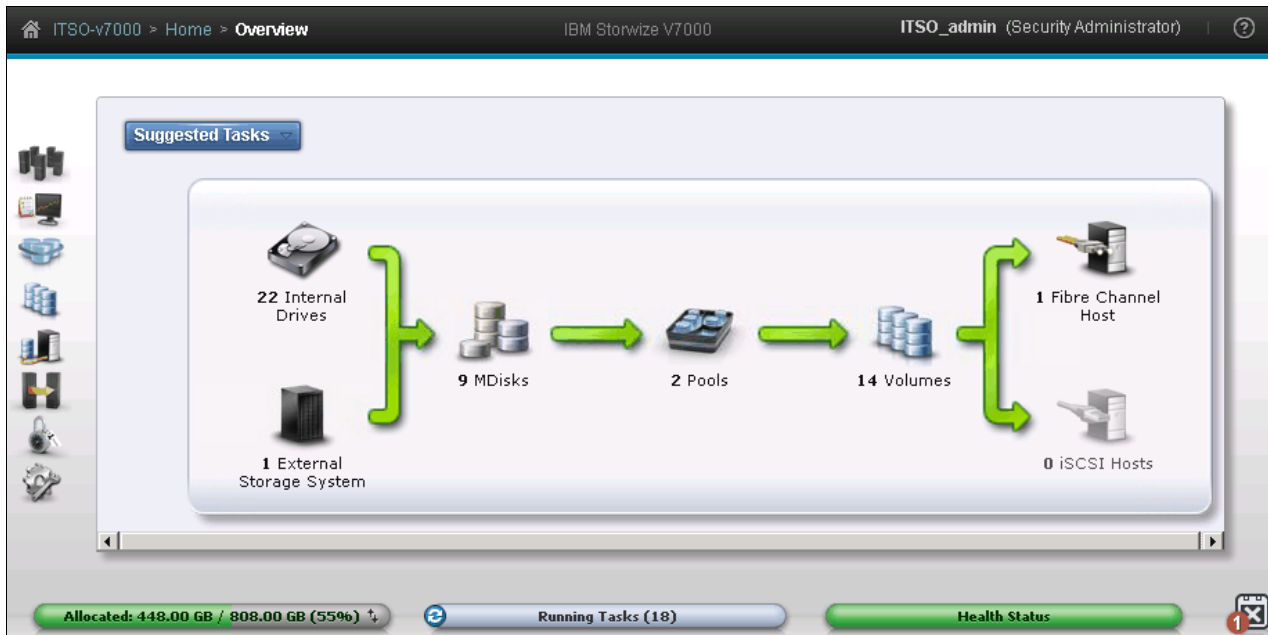 ITSO-v7000 > Home > Overview
IBM Storwize V7000
ITSO_admin (Security Administrator)
?
Suggested Tasks
22 Internal
Drives
1 External
Storage System
9 MDisks
2 Pools
14 Volumes
1 Fibre Channel
Host
0 iSCSI Hosts
Allocated: 448.00 GB / 808.00 GB (55%)
Running Tasks (18)
Health Status
1